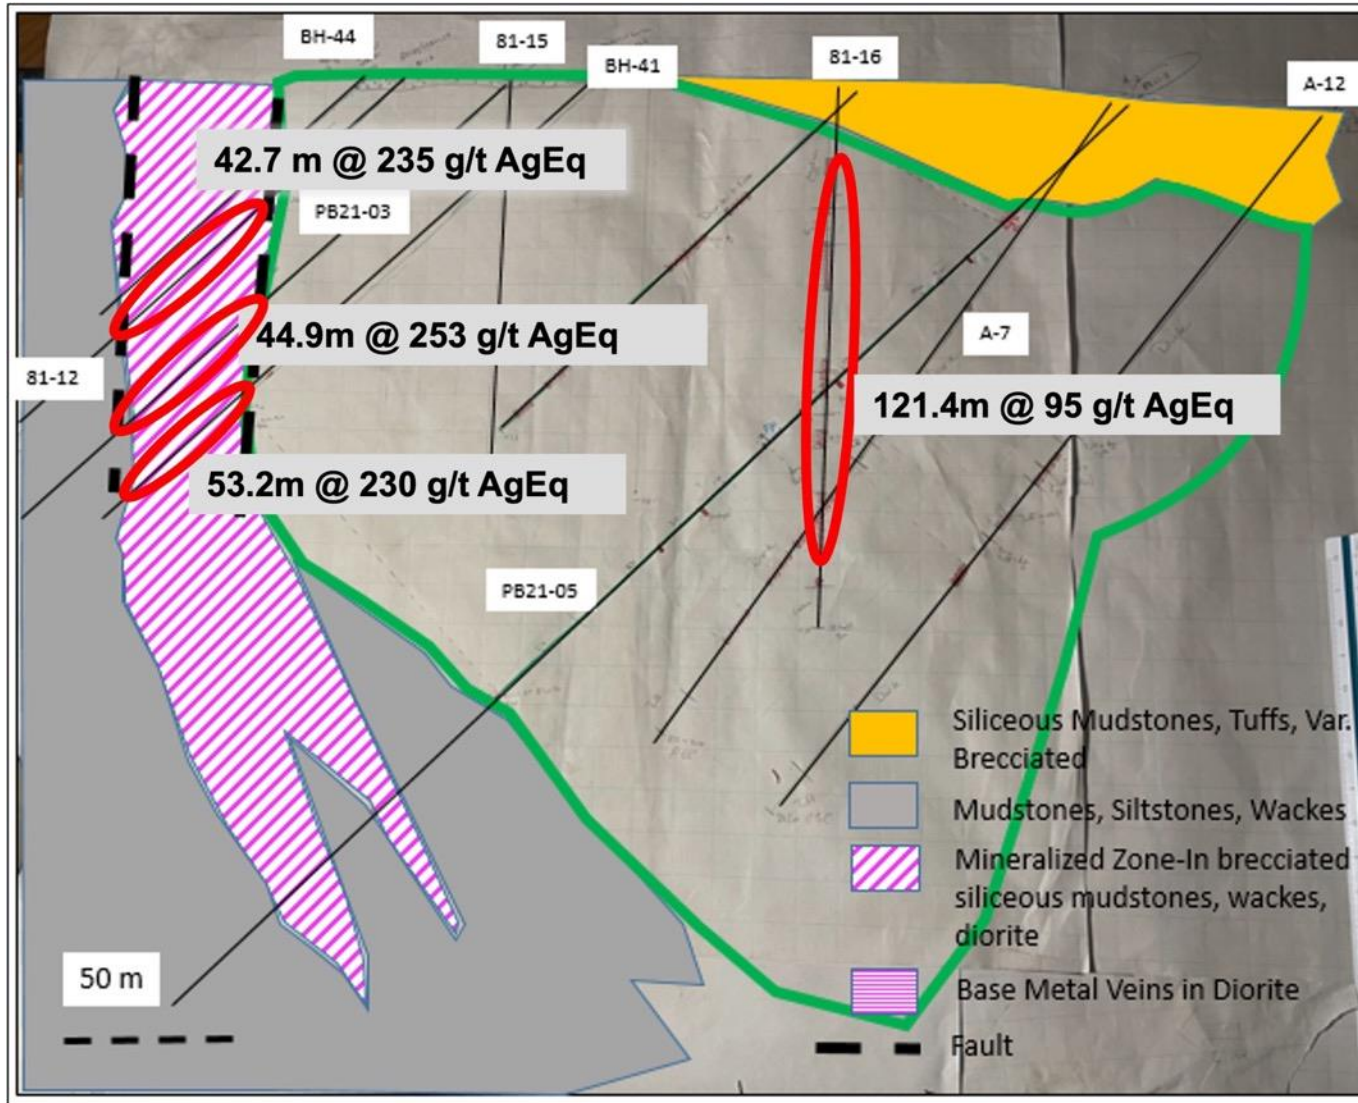 BH-44
81-15
BH-41
81-16
A-12
42.7 m @ 235 g/t AgEq
PB21-03
44.9m @ 253 g/t AgEq
A-7
81-12
121.4m @ 95 g/t AgEq
53.2m @ 230 g/t AgEq
PB21-05
Siliceous Mudstones, Tuffs, Var.
Brecciated
Mudstones, Siltstones, Wackes
Mineralized Zone-In brecciated
siliceous mudstones, wackes,
diorite
50 m
Base Metal Veins in Diorite
Fault